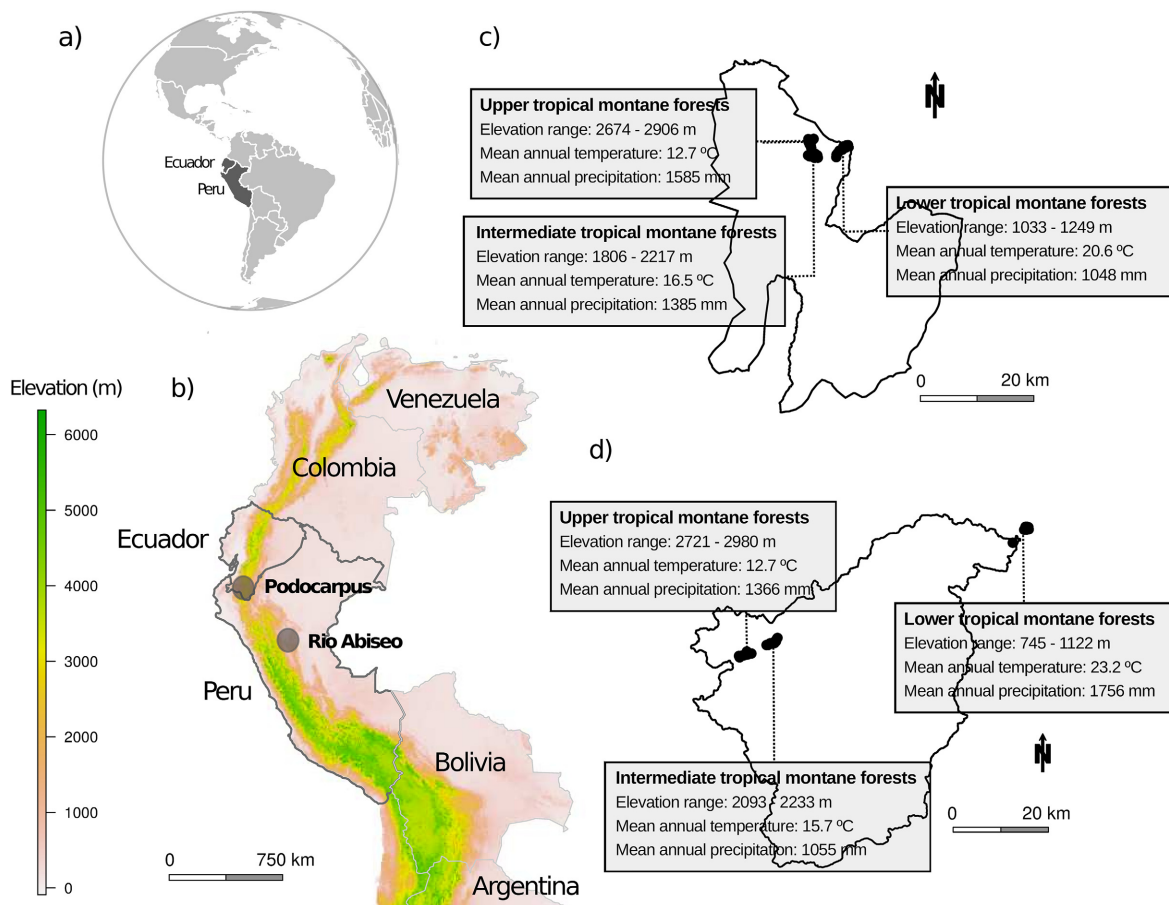 a)
Ecuador
Peru
b)
Elevation (m)
6000
5000
4000
3000
2000
1000
0
Venezuela
Colombia
Ecuador
Podocarpus
Rio Abiseo
Peru
Bolivia
Argentina
0 750 km
c)
N
Upper tropical montane forests
Elevation range: 2674 - 2906 m
Mean annual temperature: 12.7 ºC
Mean annual precipitation: 1585 mm
Intermediate tropical montane forests
Elevation range: 1806 - 2217 m
Mean annual temperature: 16.5 ºC
Mean annual precipitation: 1385 mm
Lower tropical montane forests
Elevation range: 1033 - 1249 m
Mean annual temperature: 20.6 ºC
Mean annual precipitation: 1048 mm
0 20 km
d)
Upper tropical montane forests
Elevation range: 2721 - 2980 m
Mean annual temperature: 12.7 ºC
Mean annual precipitation: 1366 mm
Lower tropical montane forests
Elevation range: 745 - 1122 m
Mean annual temperature: 23.2 ºC
Mean annual precipitation: 1756 mm
Intermediate tropical montane forests
Elevation range: 2093 - 2233 m
Mean annual temperature: 15.7 ºC
Mean annual precipitation: 1055 mm
N
0 20 km